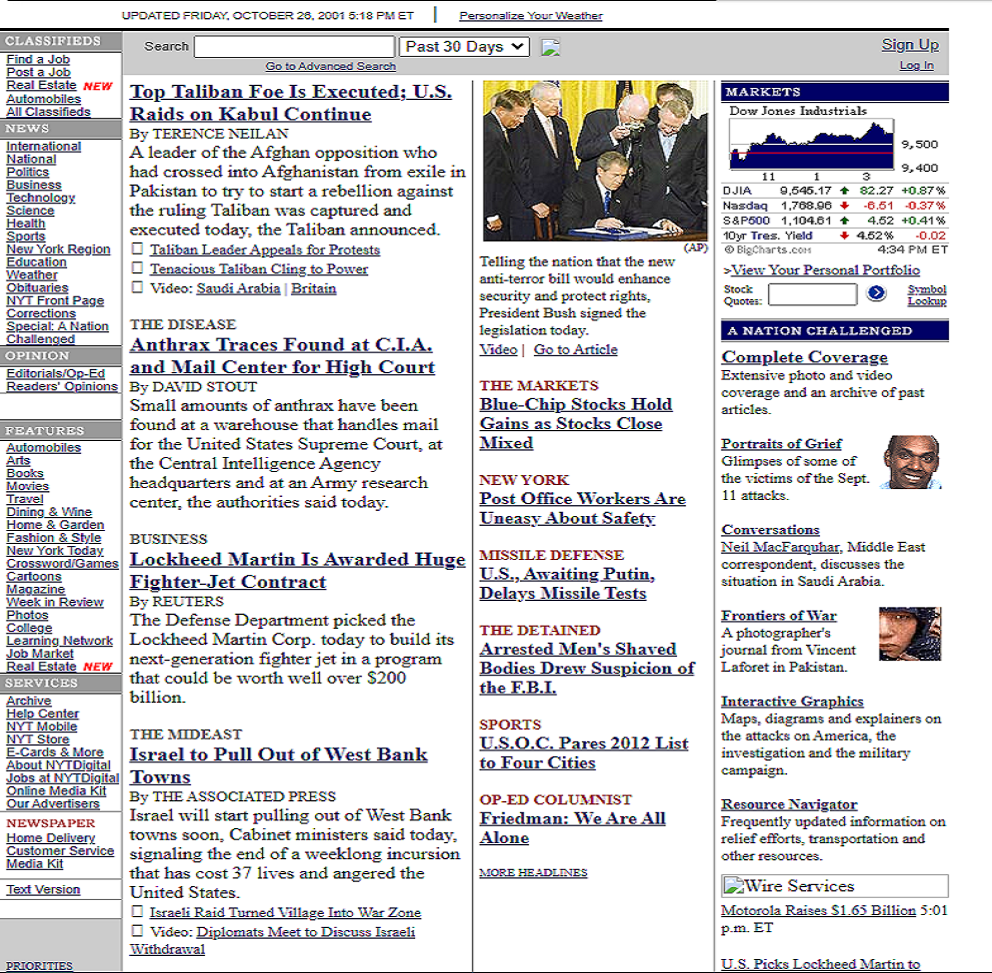 UPDATED FRIDAY, OCTOBER 26, 2001 5:18 PM ET | Personalize Your Weather
Search Past 30 Days
Go to Advanced Search
Sign Up
Log In
CLASSIFIEDS
Find a Job
Post a Job
Real Estate NEW
Automobiles
All Classifieds
NEWS
International
National
Politics
Business
Technology
Science
Health
Sports
New York Region
Education
Weather
Obituaries
NYT Front Page
Corrections
Special: A Nation
Challenged
OPINION
Editorials/Op-Ed
Readers' Opinions
FEATURES
Automobiles
Arts
Books
Movies
Travel
Dining & Wine
Home & Garden
Fashion & Style
New York Today
Crossword/Games
Cartoons
Magazine
Week in Review
Photos
College
Learning Network
Job Market
Real Estate NEW
SERVICES
Archive
Help Center
NYT Mobile
NYT Store
E-Cards & More
About NYTDigital
Jobs at NYTDigital
Online Media Kit
Our Advertisers
NEWSPAPER
Home Delivery
Customer Service
Media Kit
Text Version
PRIORITIES
Top Taliban Foe Is Executed; U.S.
Raids on Kabul Continue
By TERENCE NEILAN
A leader of the Afghan opposition who
had crossed into Afghanistan from exile in
Pakistan to try to start a rebellion against
the ruling Taliban was captured and
executed today, the Taliban announced.
Taliban Leader Appeals for Protests
Tenacious Taliban Cling to Power
Video: Saudi Arabia | Britain
THE DISEASE
Anthrax Traces Found at C.I.A.
and Mail Center for High Court
By DAVID STOUT
Small amounts of anthrax have been
found at a warehouse that handles mail
for the United States Supreme Court, at
the Central Intelligence Agency
headquarters and at an Army research
center, the authorities said today.
BUSINESS
Lockheed Martin Is Awarded Huge
Fighter-Jet Contract
By REUTERS
The Defense Department picked the
Lockheed Martin Corp. today to build its
next-generation fighter jet in a program
that could be worth well over $200
billion.
THE MIDEAST
Israel to Pull Out of West Bank
Towns
By THE ASSOCIATED PRESS
Israel will start pulling out of West Bank
towns soon, Cabinet ministers said today,
signaling the end of a weeklong incursion
that has cost 37 lives and angered the
United States.
Israeli Raid Turned Village Into War Zone
Video: Diplomats Meet to Discuss Israeli
Withdrawal
(AP)
Telling the nation that the new
anti-terror bill would enhance
security and protect rights,
President Bush signed the
legislation today.
Video | Go to Article
THE MARKETS
Blue-Chip Stocks Hold
Gains as Stocks Close
Mixed
NEW YORK
Post Office Workers Are
Uneasy About Safety
MISSILE DEFENSE
U.S., Awaiting Putin,
Delays Missile Tests
THE DETAINED
Arrested Men's Shaved
Bodies Drew Suspicion of
the F.B.I.
SPORTS
U.S.O.C. Pares 2012 List
to Four Cities
OP-ED COLUMNIST
Friedman: We Are All
Alone
MORE HEADLINES
MARKETS
Dow Jones Industrials
9,500
9,400
11 1 3
DJIA 9,545.17 82.27 +0.87%
Nasdaq 1,768.96 -6.51 -0.37%
S&P500 1,104.61 4.52 +0.41%
10yr Tres. Yield 4.52% -0.02
© BigCharts.com 4:34 PM ET
>View Your Personal Portfolio
Stock
Quotes:
Symbol
Lookup
A NATION CHALLENGED
Complete Coverage
Extensive photo and video
coverage and an archive of past
articles.
Portraits of Grief
Glimpses of some of
the victims of the Sept.
11 attacks.
Conversations
Neil MacFarquhar, Middle East
correspondent, discusses the
situation in Saudi Arabia.
Frontiers of War
A photographer's
journal from Vincent
Laforet in Pakistan.
Interactive Graphics
Maps, diagrams and explainers on
the attacks on America, the
investigation and the military
campaign.
Resource Navigator
Frequently updated information on
relief efforts, transportation and
other resources.
Wire Services
Motorola Raises $1.65 Billion 5:01
p.m. ET
U.S. Picks Lockheed Martin to